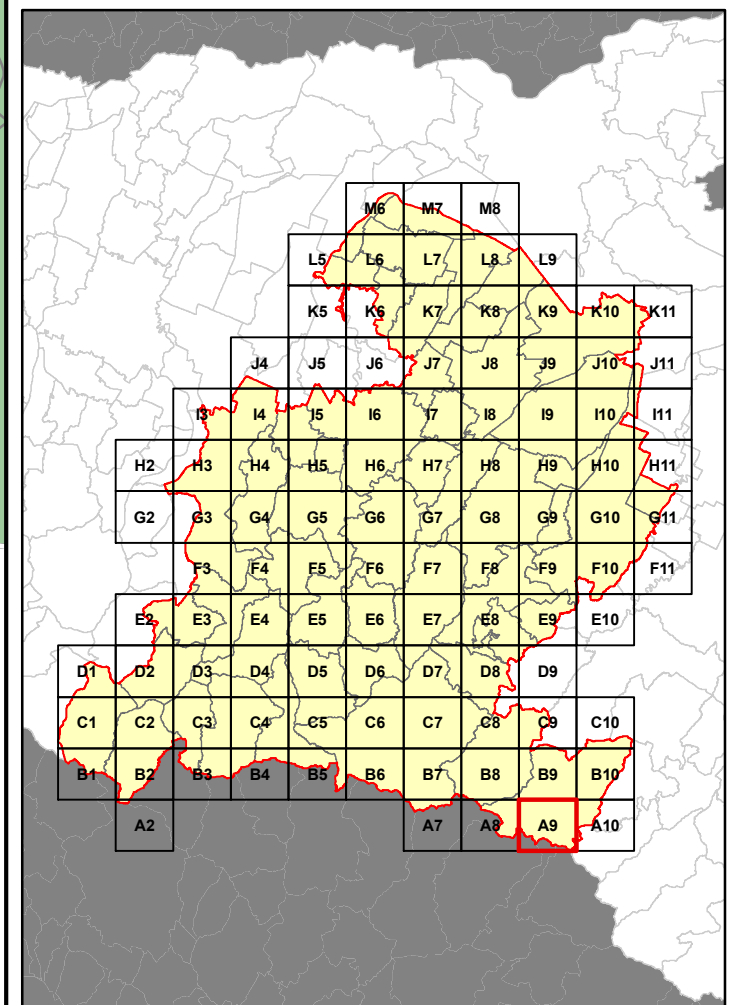 M6 M7 M8
L5 L6 L7 L8 L9
K5 K6 K7 K8 K9 K10 K11
J4 J5 J6 J7 J8 J9 J10 J11
I3 I4 I5 I6 I7 I8 I9 I10 I11
H2 H3 H4 H5 H6 H7 H8 H9 H10 H11
G2 G3 G4 G5 G6 G7 G8 G9 G10 G11
F3 F4 F5 F6 F7 F8 F9 F10 F11
E2 E3 E4 E5 E6 E7 E8 E9 E10
D1 D2 D3 D4 D5 D6 D7 D8 D9
C1 C2 C3 C4 C5 C6 C7 C8 C9 C10
B1 B2 B3 B4 B5 B6 B7 B8 B9 B10
A2 A7 A8 A9 A10